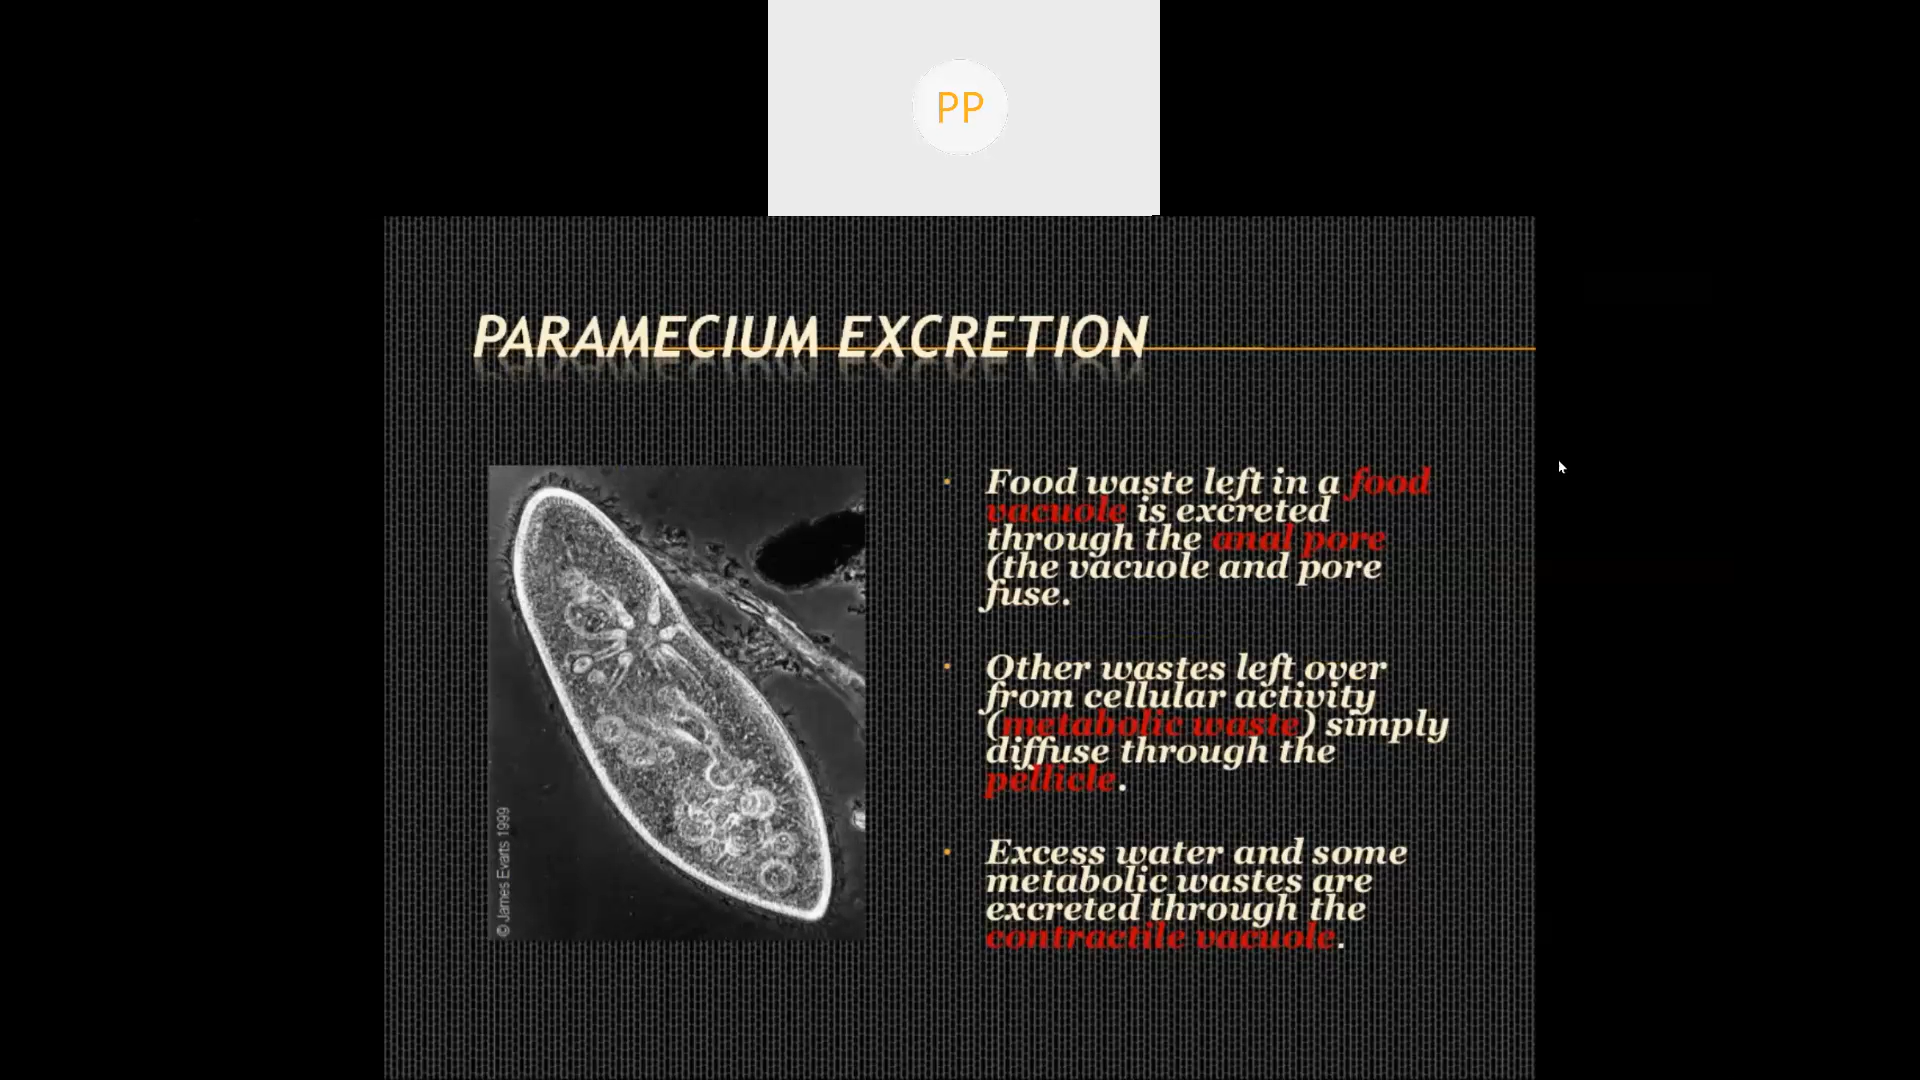 PP
PARAMECIUM EXCRETION
• Food waste left in a food
vacuole is excreted
through the anal pore
(the vacuole and pore
fuse.
• Other wastes left over
from cellular activity
(metabolic waste) simply
diffuse through the
pellicle.
• Excess water and some
metabolic wastes are
excreted through the
contractile vacuole.
© James Evarts 1999